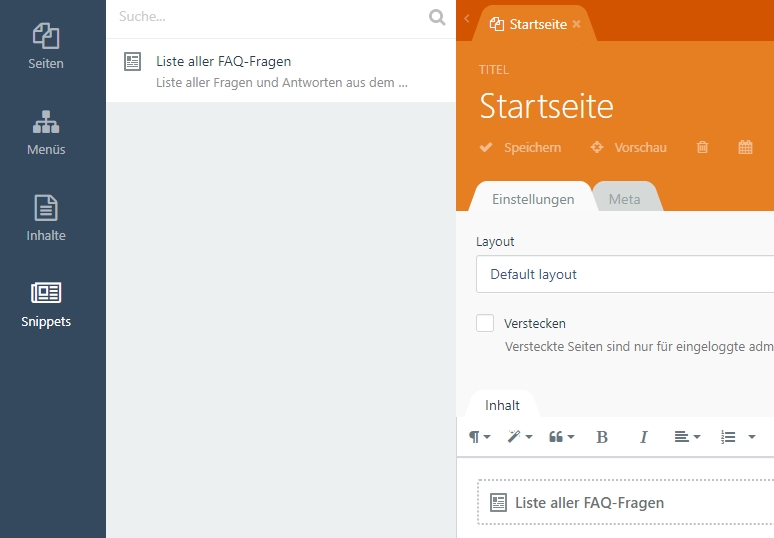 Seiten
Menüs
Inhalte
Snippets
Suche...
Liste aller FAQ-Fragen
Liste aller Fragen und Antworten aus dem ...
Startseite
TITEL
Startseite
Speichern
Vorschau
Einstellungen
Meta
Layout
Default layout
Verstecken
Versteckte Seiten sind nur für eingeloggte adm
Inhalt
B
I
Liste aller FAQ-Fragen